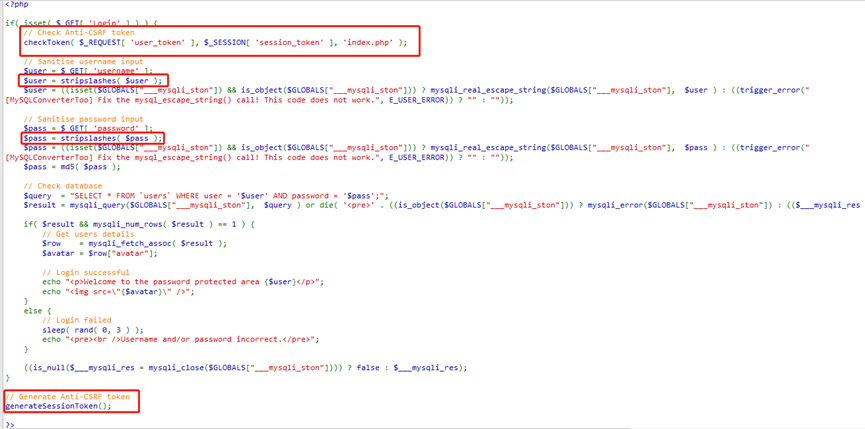 <?php
if( isset( $_GET[ 'Login' ] ) ) {
// Check Anti-CSRF token
checkToken( $_REQUEST[ 'user_token' ], $_SESSION[ 'session_token' ], 'index.php' );
// Sanitise username input
$user = $_GET[ 'username' ];
$user = stripslashes( $user );
$user = ((isset($GLOBALS["___mysqli_ston"]) && is_object($GLOBALS["___mysqli_ston"])) ? mysqli_real_escape_string($GLOBALS["___mysqli_ston"],  $user ) : ((trigger_error("
[MySQLConverterToo] Fix the mysql_escape_string() call! This code does not work.", E_USER_ERROR)) ? "" : ""));
// Sanitise password input
$pass = $_GET[ 'password' ];
$pass = stripslashes( $pass );
$pass = ((isset($GLOBALS["___mysqli_ston"]) && is_object($GLOBALS["___mysqli_ston"])) ? mysqli_real_escape_string($GLOBALS["___mysqli_ston"],  $pass ) : ((trigger_error("
[MySQLConverterToo] Fix the mysql_escape_string() call! This code does not work.", E_USER_ERROR)) ? "" : ""));
$pass = md5( $pass );
// Check database
$query  = "SELECT * FROM `users` WHERE user = '$user' AND password = '$pass';";
$result = mysqli_query($GLOBALS["___mysqli_ston"],  $query ) or die( '<pre>' . ((is_object($GLOBALS["___mysqli_ston"])) ? mysqli_error($GLOBALS["___mysqli_ston"]) : (($___mysqli_res
if( $result && mysqli_num_rows( $result ) == 1 ) {
// Get users details
$row    = mysqli_fetch_assoc( $result );
$avatar = $row["avatar"];
// Login successful
echo "<p>Welcome to the password protected area {$user}</p>";
echo "<img src=\"{$avatar}\" />";
}
else {
// Login failed
sleep( rand( 0, 3 ) );
echo "<pre><br />Username and/or password incorrect.</pre>";
}
((is_null($___mysqli_res = mysqli_close($GLOBALS["___mysqli_ston"]))) ? false : $___mysqli_res);
}
// Generate Anti-CSRF token
generateSessionToken();
?>